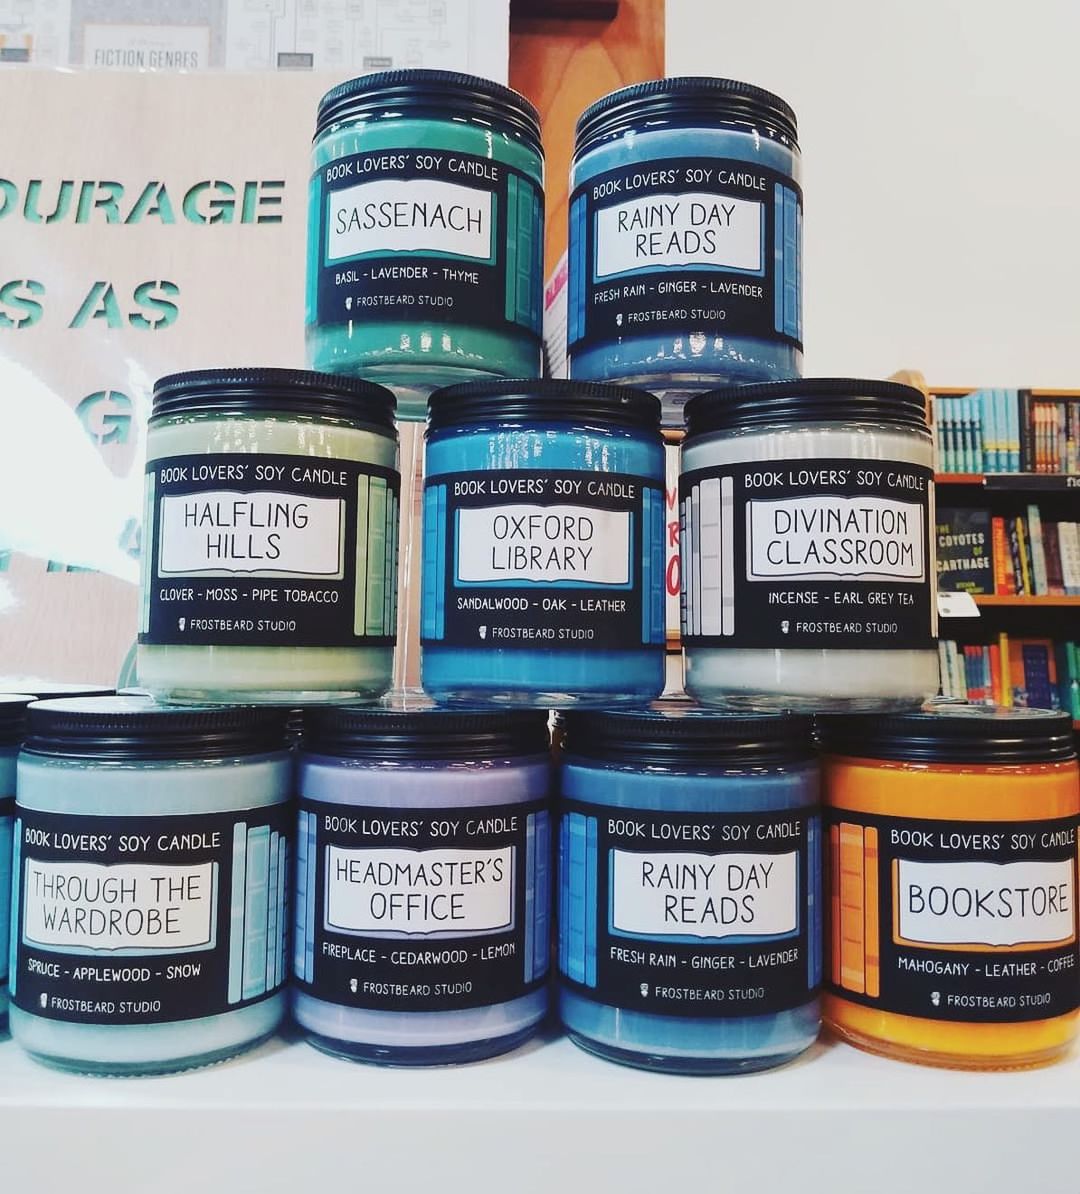 FICTION GENRES
OURAGE
S AS
G
BOOK LOVERS' SOY CANDLE
SASSENACH
BASIL - LAVENDER - THYME
FROSTBEARD STUDIO
BOOK LOVERS' SOY CANDLE
RAINY DAY
READS
FRESH RAIN - GINGER - LAVENDER
FROSTBEARD STUDIO
BOOK LOVERS' SOY CANDLE
HALFLING
HILLS
CLOVER - MOSS - PIPE TOBACCO
FROSTBEARD STUDIO
BOOK LOVERS' SOY CANDLE
OXFORD
LIBRARY
SANDALWOOD - OAK - LEATHER
FROSTBEARD STUDIO
BOOK LOVERS' SOY CANDLE
DIVINATION
CLASSROOM
INCENSE - EARL GREY TEA
FROSTBEARD STUDIO
THE
COYOTES
OF
CARTHAGE
BOOK LOVERS' SOY CANDLE
THROUGH THE
WARDROBE
SPRUCE - APPLEWOOD - SNOW
FROSTBEARD STUDIO
BOOK LOVERS' SOY CANDLE
HEADMASTER'S
OFFICE
FIREPLACE - CEDARWOOD - LEMON
FROSTBEARD STUDIO
BOOK LOVERS' SOY CANDLE
RAINY DAY
READS
FRESH RAIN - GINGER - LAVENDER
FROSTBEARD STUDIO
BOOK LOVERS' SOY CANDLE
BOOKSTORE
MAHOGANY - LEATHER - COFFEE
FROSTBEARD STUDIO